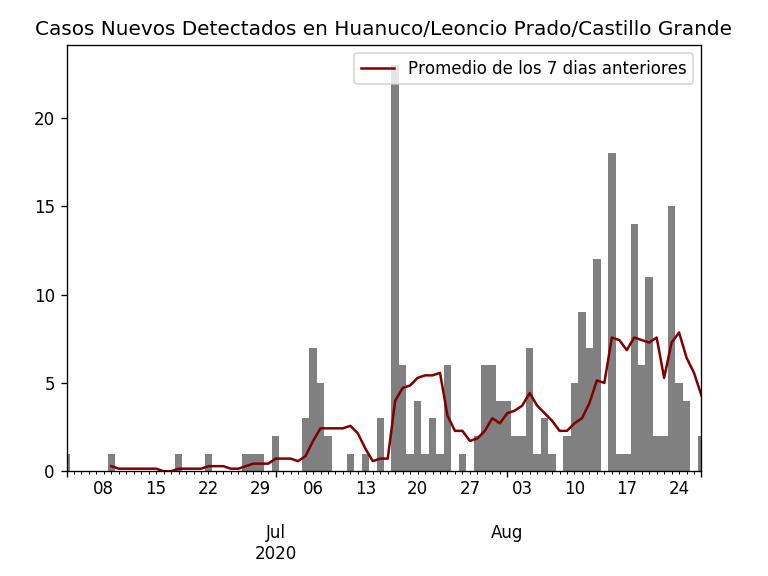 Casos Nuevos Detectados en Huanuco/Leoncio Prado/Castillo Grande
Promedio de los 7 dias anteriores
20
15
10
5
0
08 15 22 29 06 13 20 27 03 10 17 24
Jul Aug
2020